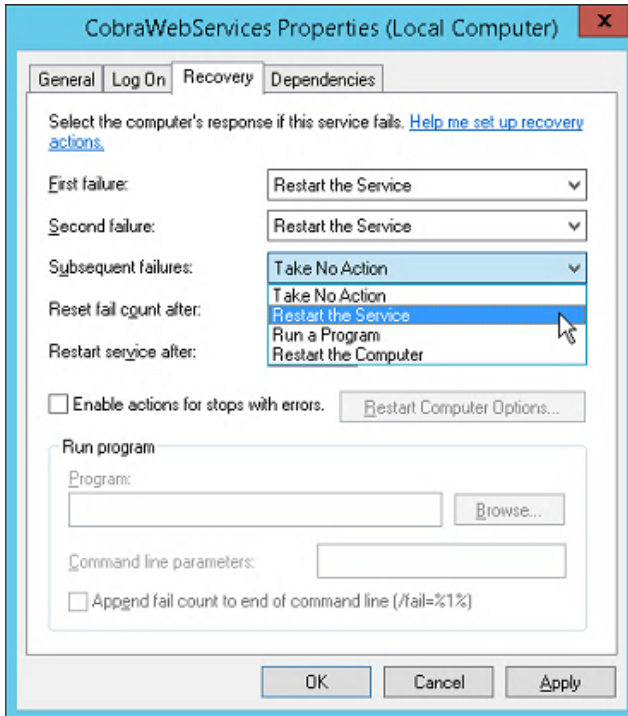 CobraWebServices Properties (Local Computer)
x
General Log On Recovery Dependencies
Select the computer's response if this service fails. Help me set up recovery
actions.
First failure: Restart the Service
Second failure: Restart the Service
Subsequent failures: Take No Action
Take No Action
Reset fail count after: Restart the Service
Run a Program
Restart service after: Restart the Computer
Enable actions for stops with errors. Restart Computer Options...
Run program
Program:
Browse...
Command line parameters:
Append fail count to end of command line (/fail=%1%)
OK Cancel Apply